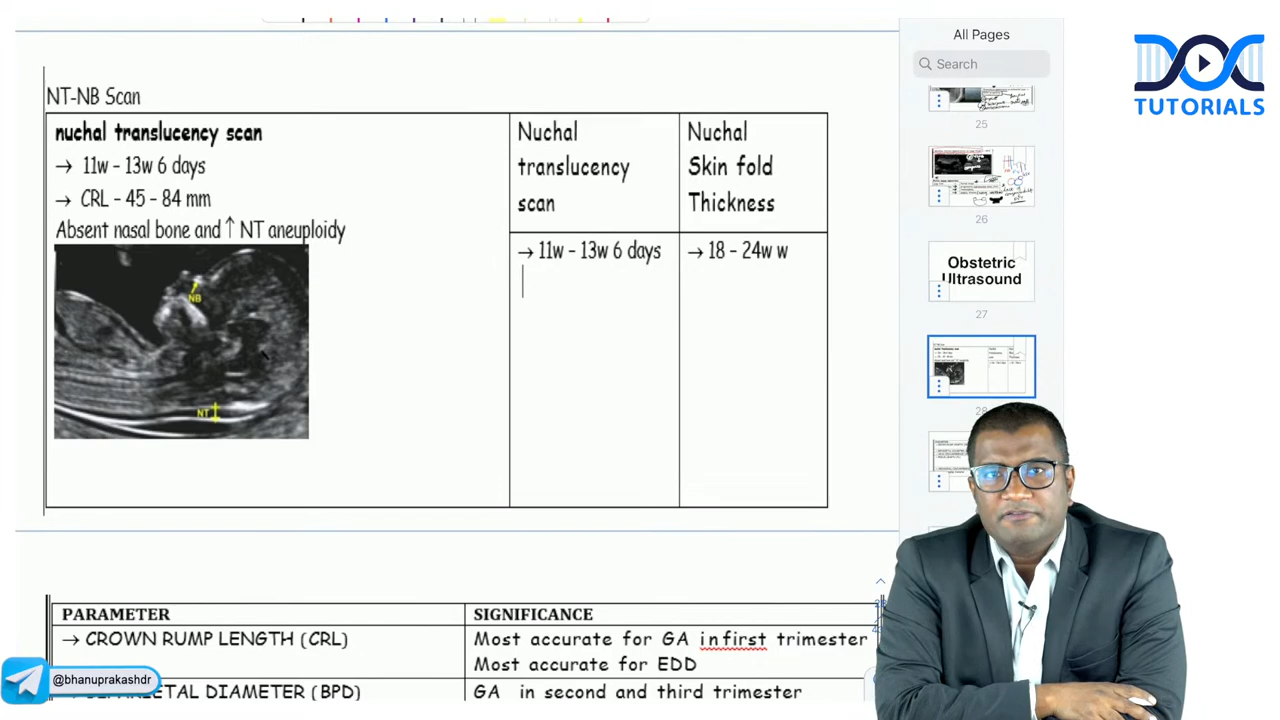 NT-NB Scan
nuchal translucency scan
→ 11w – 13w 6 days
→ CRL – 45 – 84 mm
Absent nasal bone and ↑ NT aneuploidy
NB
NT
Nuchal
translucency
scan
→ 11w – 13w 6 days
Nuchal
Skin fold
Thickness
→ 18 – 24w w
PARAMETER
SIGNIFICANCE
→ CROWN RUMP LENGTH (CRL)
Most accurate for GA infirst trimester
Most accurate for EDD
DIAMETER (BPD)
GA in second and third trimester
@bhanuprakashdr
All Pages
Search
25
26
Obstetric
Ultrasound
27
28
DOC
TUTORIALS